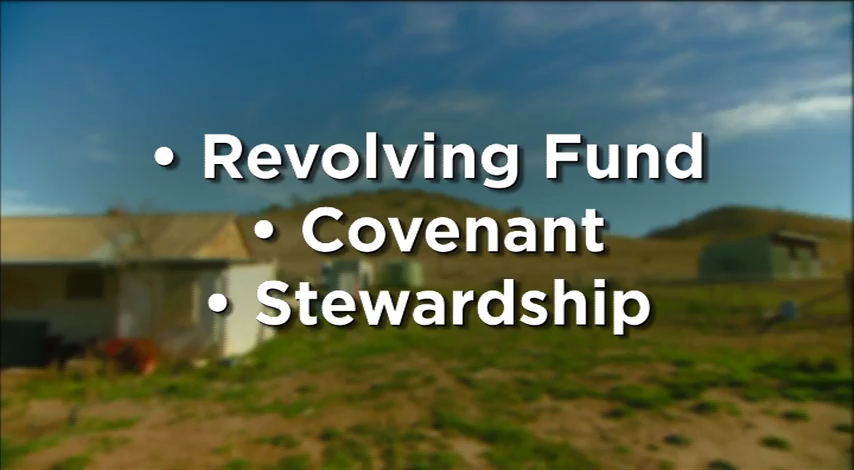 • Revolving Fund
• Covenant
• Stewardship